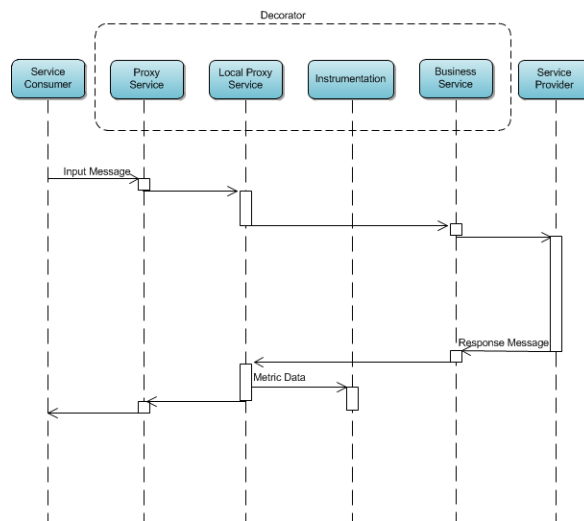 Decorator
Service
Consumer
Proxy
Service
Local Proxy
Service
Instrumentation
Business
Service
Service
Provider
Input Message
Response Message
Metric Data